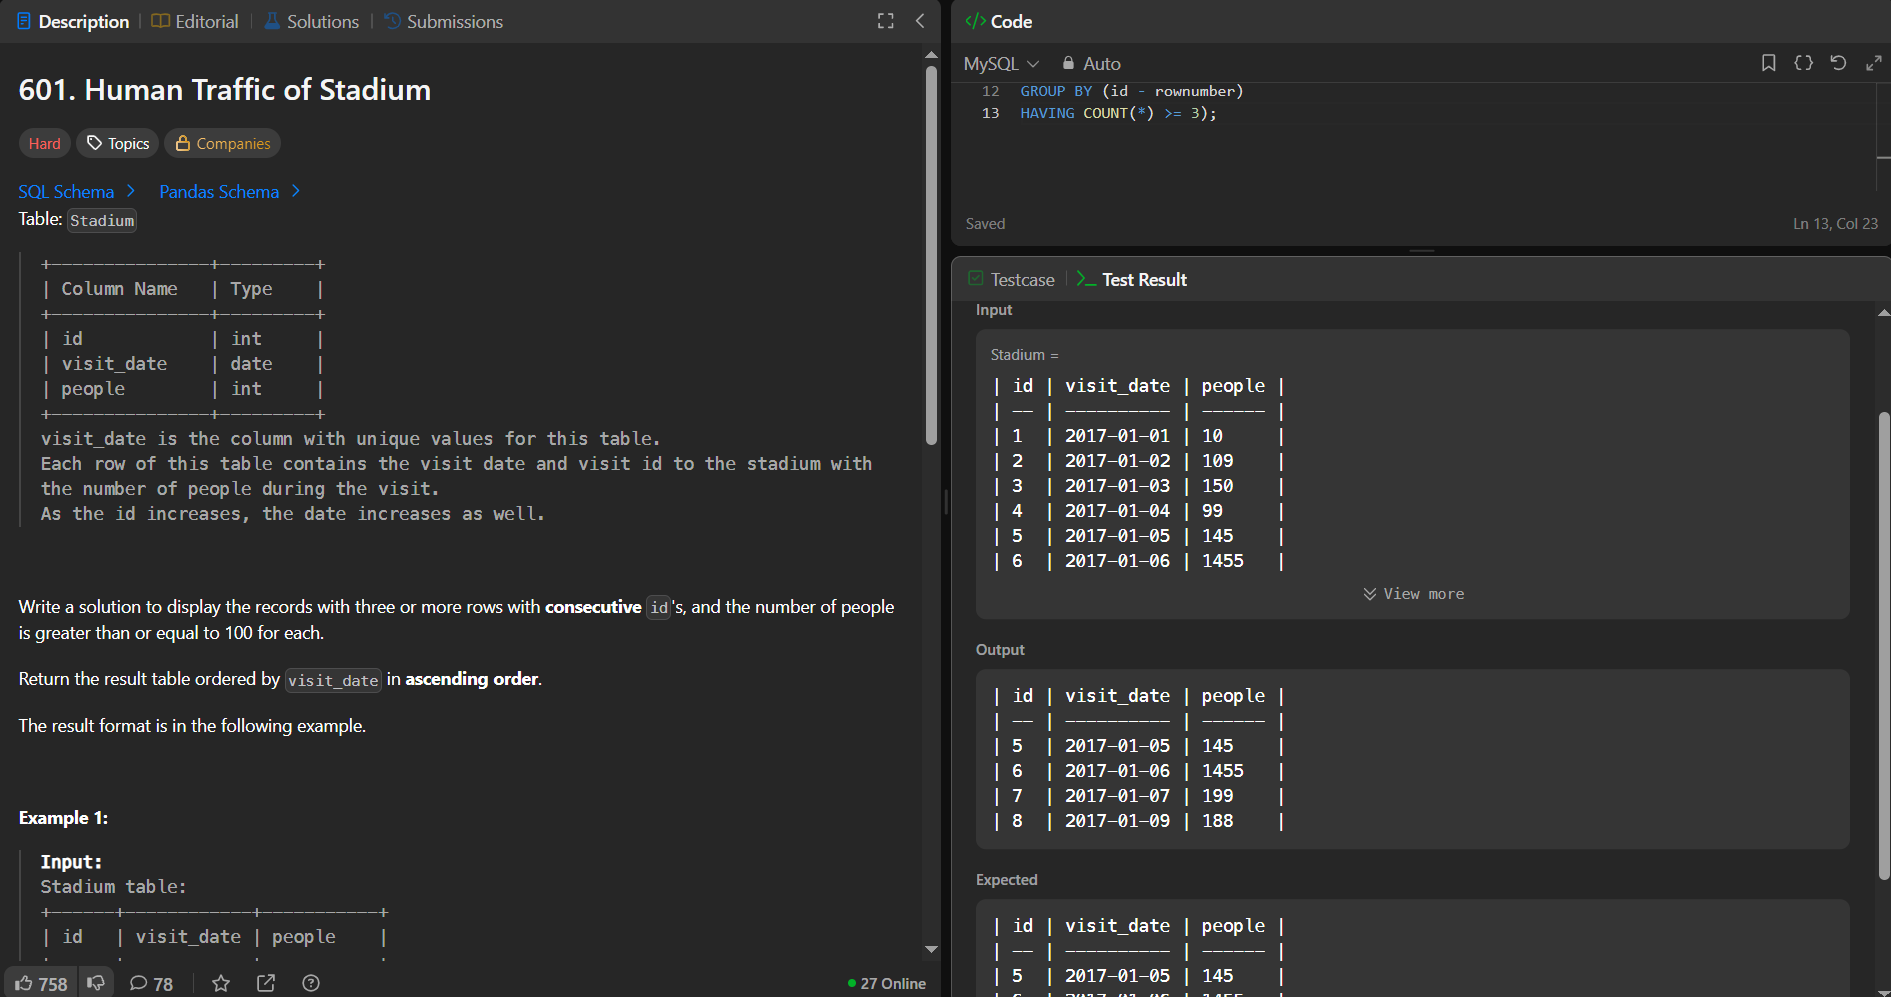 Description
Editorial
Solutions
Submissions
601. Human Traffic of Stadium
Hard
Topics
Companies
SQL Schema
Pandas Schema
Table: Stadium
+---------------+---------+
| Column Name   | Type    |
+---------------+---------+
| id            | int     |
| visit_date    | date    |
| people        | int     |
+---------------+---------+
visit_date is the column with unique values for this table.
Each row of this table contains the visit date and visit id to the stadium with
the number of people during the visit.
As the id increases, the date increases as well.
Write a solution to display the records with three or more rows with consecutive id's, and the number of people
is greater than or equal to 100 for each.
Return the result table ordered by visit_date in ascending order.
The result format is in the following example.
Example 1:
Input:
Stadium table:
+------+------------+-----------+
| id   | visit_date | people    |
758
78
27 Online
</> Code
MySQL
Auto
12 GROUP BY (id - rownumber)
13 HAVING COUNT(*) >= 3);
Saved
Ln 13, Col 23
Testcase
>_ Test Result
Input
Stadium =
| id | visit_date | people |
| -- | ---------- | ------ |
| 1  | 2017-01-01 | 10     |
| 2  | 2017-01-02 | 109    |
| 3  | 2017-01-03 | 150    |
| 4  | 2017-01-04 | 99     |
| 5  | 2017-01-05 | 145    |
| 6  | 2017-01-06 | 1455   |
View more
Output
| id | visit_date | people |
| -- | ---------- | ------ |
| 5  | 2017-01-05 | 145    |
| 6  | 2017-01-06 | 1455   |
| 7  | 2017-01-07 | 199    |
| 8  | 2017-01-09 | 188    |
Expected
| id | visit_date | people |
| -- | ---------- | ------ |
| 5  | 2017-01-05 | 145    |